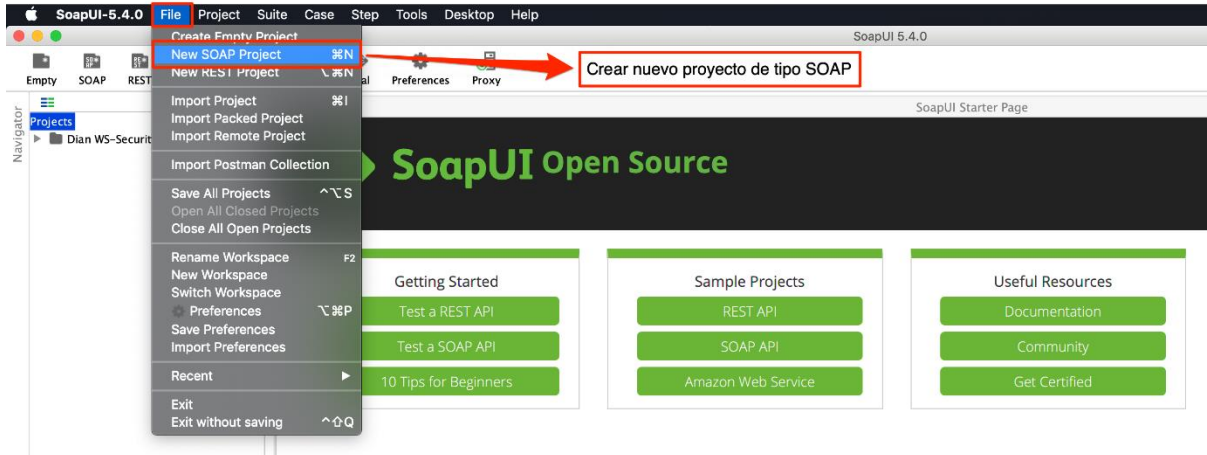 SoapUI-5.4.0 File Project Suite Case Step Tools Desktop Help
SoapUI 5.4.0
Empty SOAP REST al Preferences Proxy
Navigator
Projects
Dian WS-Securit
Create Empty Project
New SOAP Project ⌘N
New REST Project ⌥⌘N
Import Project ⌘I
Import Packed Project
Import Remote Project
Import Postman Collection
Save All Projects ^⌥S
Open All Closed Projects
Close All Open Projects
Rename Workspace F2
New Workspace
Switch Workspace
Preferences ⌥⌘P
Save Preferences
Import Preferences
Recent ▶
Exit
Exit without saving ^⇧Q
Crear nuevo proyecto de tipo SOAP
SoapUI Starter Page
SoapUI Open Source
Getting Started
Test a REST API
Test a SOAP API
10 Tips for Beginners
Sample Projects
REST API
SOAP API
Amazon Web Service
Useful Resources
Documentation
Community
Get Certified